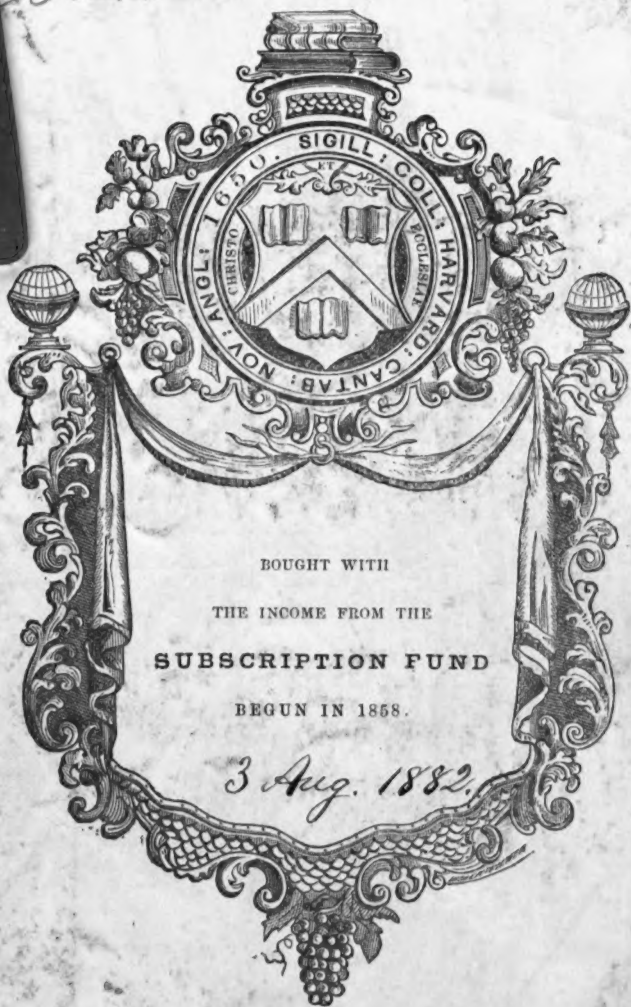 SIGILL: COLL: HARVARD: CANTAB: NOV: ANGL: 1650.
CHRISTO
ET
ECCLESIAE
BOUGHT WITH
THE INCOME FROM THE
SUBSCRIPTION FUND
BEGUN IN 1858.
3 Aug. 1882.